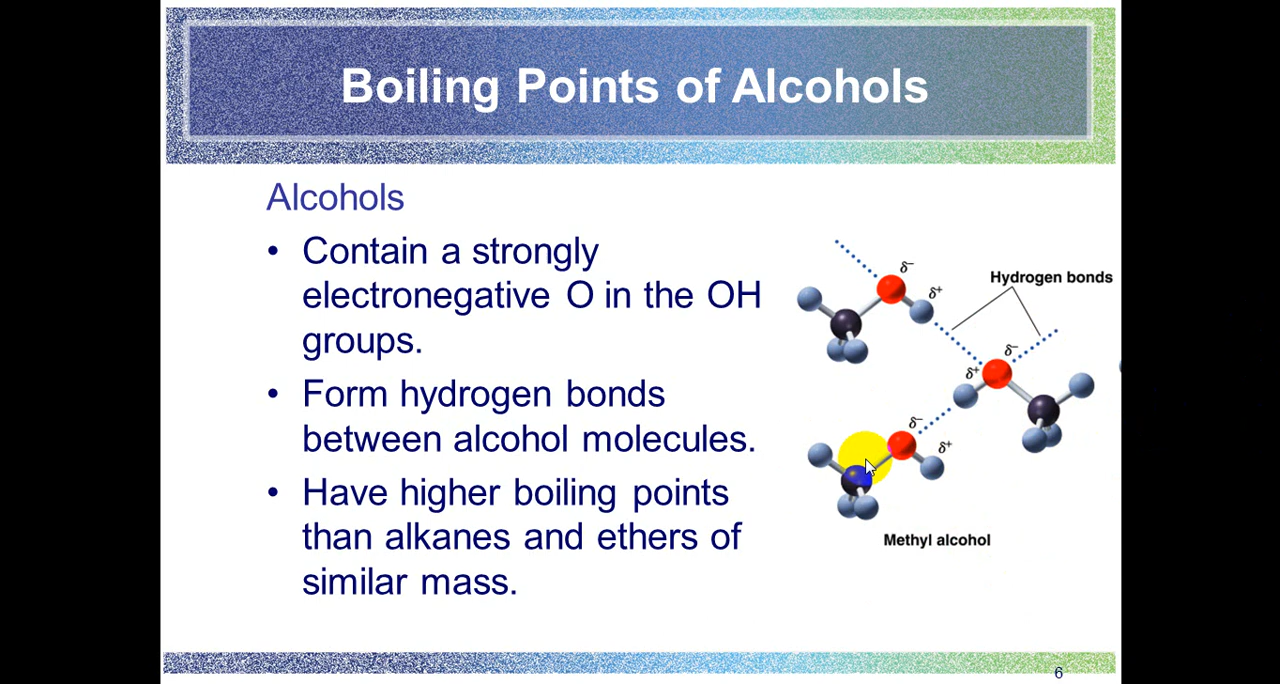 Boiling Points of Alcohols
Alcohols
• Contain a strongly
electronegative O in the OH
groups.
• Form hydrogen bonds
between alcohol molecules.
• Have higher boiling points
than alkanes and ethers of
similar mass.
δ−
Hydrogen bonds
δ+
δ−
δ+
δ−
δ+
Methyl alcohol
6